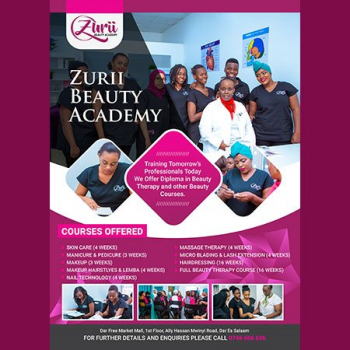 Zurii
BEAUTY ACADEMY
ZURII
BEAUTY
ACADEMY
Training Tomorrow's
Professionals Today
We Offer Diploma in Beauty
Therapy and other Beauty
Courses.
COURSES OFFERED
SKIN CARE (4 WEEKS)
MANICURE & PEDICURE (3 WEEKS)
MAKEUP (3 WEEKS)
MAKEUP HAIRSTLYES & LEMBA (4 WEEKS)
NAIL TECHNOLOGY (4 WEEKS)
MASSAGE THERAPY (4 WEEKS)
MICRO BLADING & LASH EXTENSION (4 WEEKS)
HAIRDRESSING (16 WEEKS)
FULL BEAUTY THERAPY COURSE (16 WEEKS)
Dar Free Market Mall, 1st Floor, Ally Hassan Mwinyi Road, Dar Es Salaam
FOR FURTHER DETAILS AND ENQUIRIES PLEASE CALL